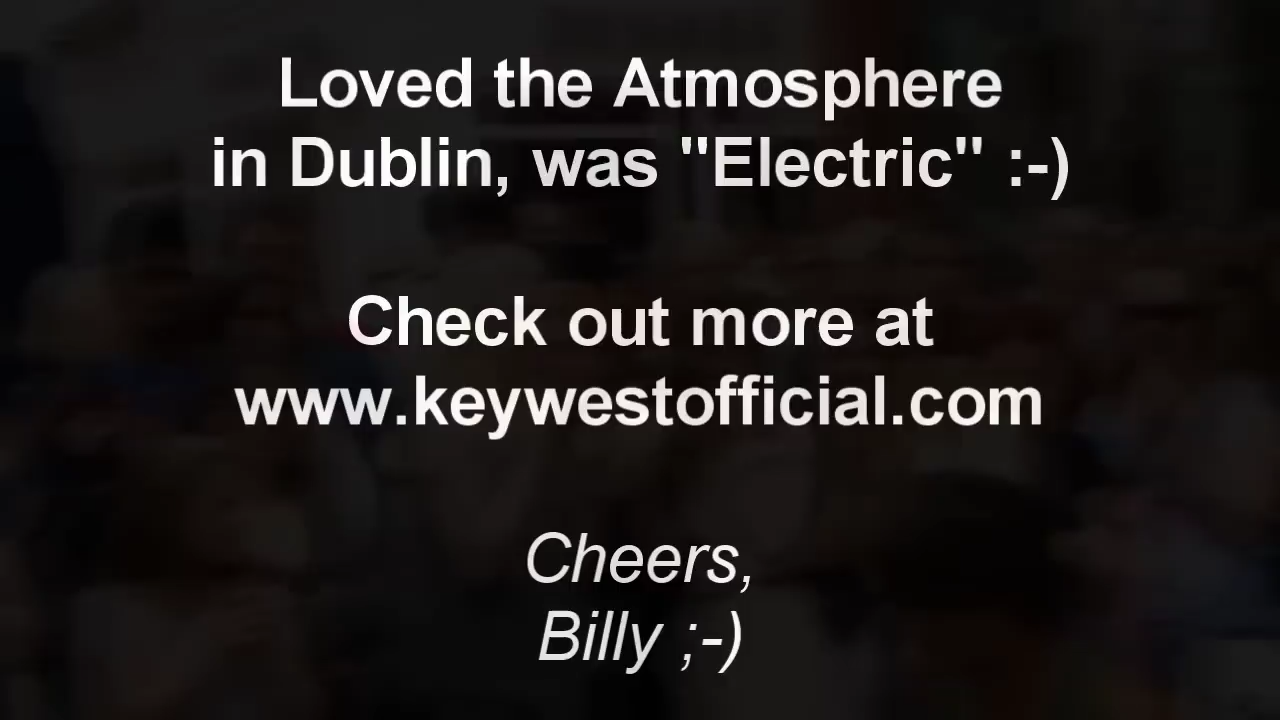 Loved the Atmosphere
in Dublin, was "Electric" :-)
Check out more at
www.keywestofficial.com
Cheers,
Billy ;-)